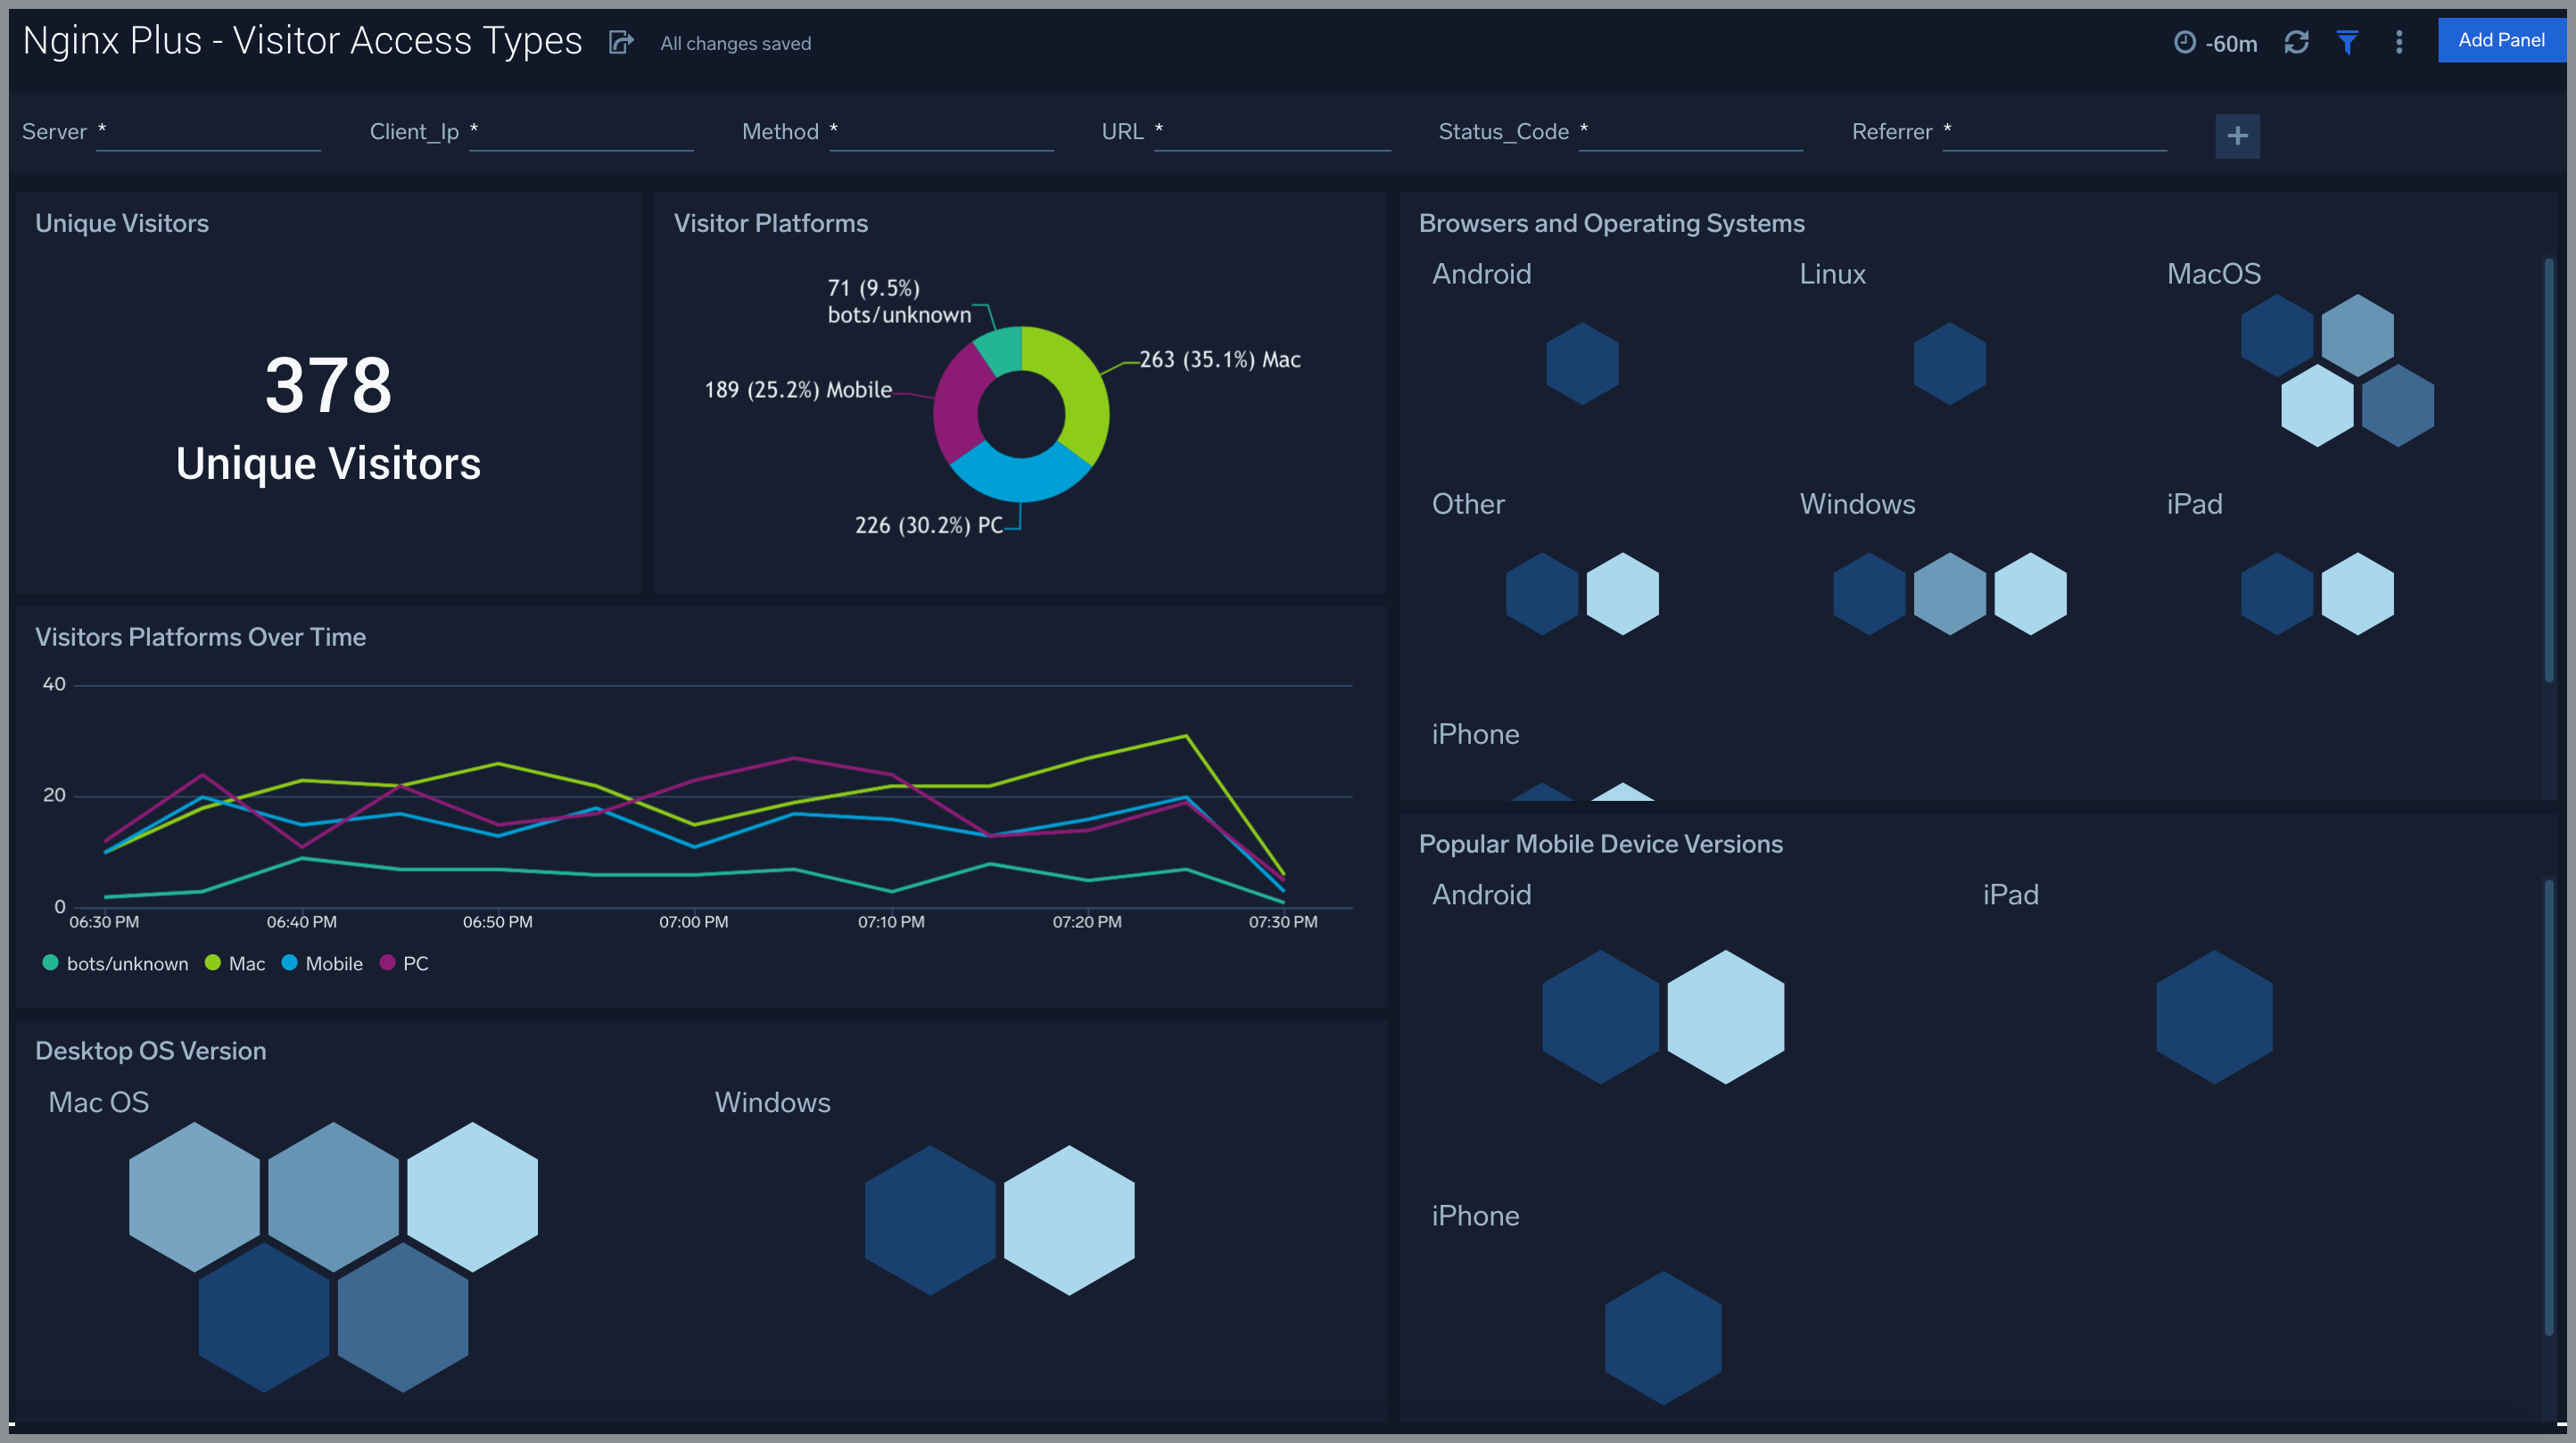 Nginx Plus - Visitor Access Types
All changes saved
-60m
Add Panel
Server *
Client_Ip *
Method *
URL *
Status_Code *
Referrer *
+
Unique Visitors
378
Unique Visitors
Visitor Platforms
71 (9.5%)
bots/unknown
263 (35.1%) Mac
189 (25.2%) Mobile
226 (30.2%) PC
Visitors Platforms Over Time
40
20
0
06:30 PM
06:40 PM
06:50 PM
07:00 PM
07:10 PM
07:20 PM
07:30 PM
bots/unknown
Mac
Mobile
PC
Desktop OS Version
Mac OS
Windows
Browsers and Operating Systems
Android
Linux
MacOS
Other
Windows
iPad
iPhone
Popular Mobile Device Versions
Android
iPad
iPhone